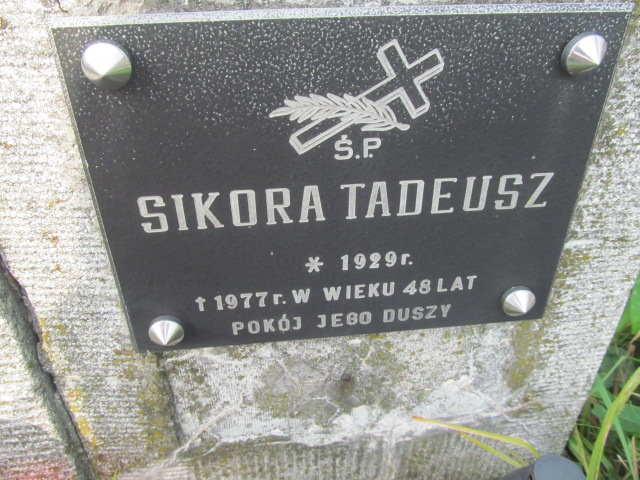 Ś.P.
SIKORA TADEUSZ
* 1929 r.
† 1977 r. W WIEKU 48 LAT
POKÓJ JEGO DUSZY